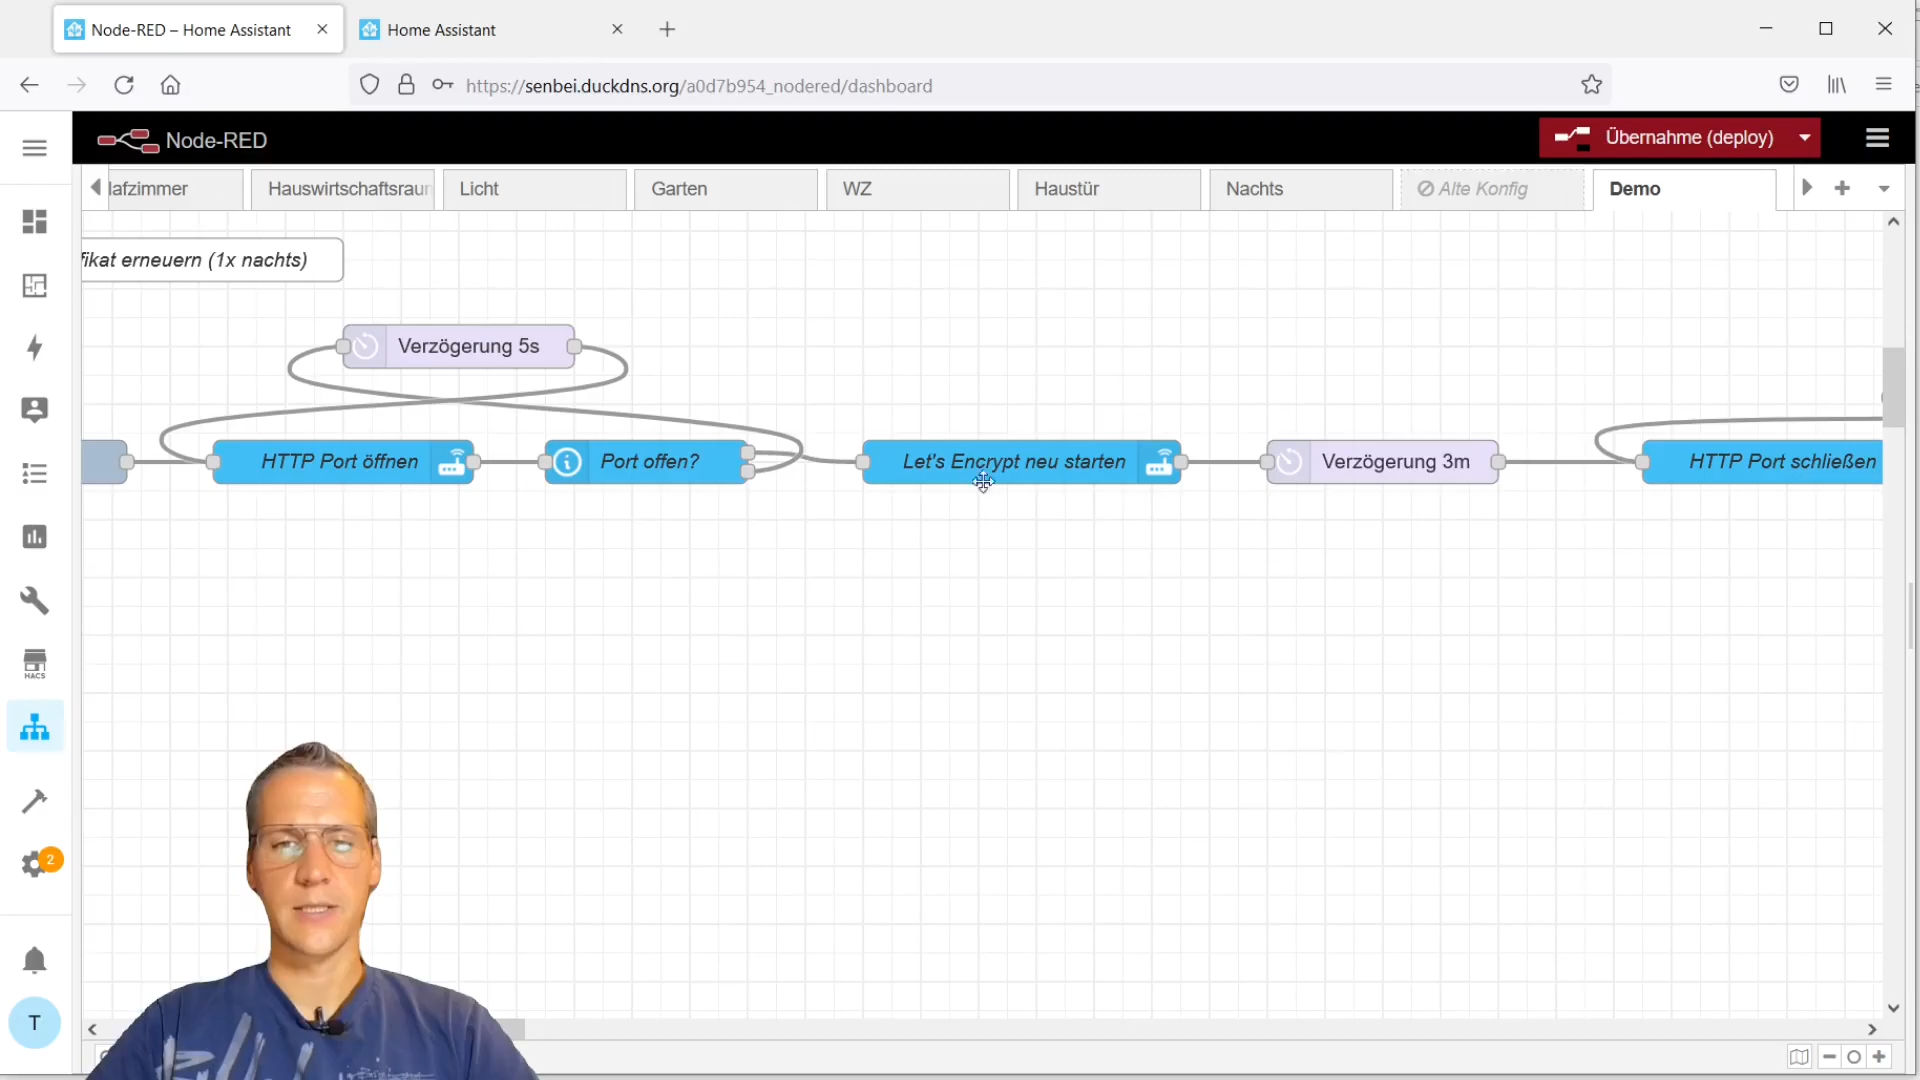 Node-RED – Home Assistant
Home Assistant
https://senbei.duckdns.org/a0d7b954_nodered/dashboard
Node-RED
Übernahme (deploy)
lafzimmer
Hauswirtschaftsraun
Licht
Garten
WZ
Haustür
Nachts
Alte Konfig
Demo
fikat erneuern (1x nachts)
Verzögerung 5s
HTTP Port öffnen
Port offen?
Let's Encrypt neu starten
Verzögerung 3m
HTTP Port schließen
HACS
2
T